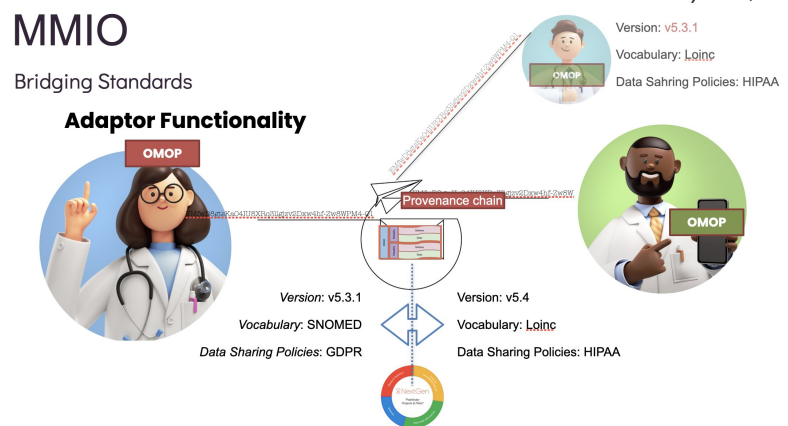 MMIO
Bridging Standards
Adaptor Functionality
OMOP
OMOP
Version: v5.3.1
Vocabulary: Loinc
Data Sahring Policies: HIPAA
OMOP
Provenance chain
Version: v5.3.1
Vocabulary: SNOMED
Data Sharing Policies: GDPR
Version: v5.4
Vocabulary: Loinc
Data Sharing Policies: HIPAA
NextGen